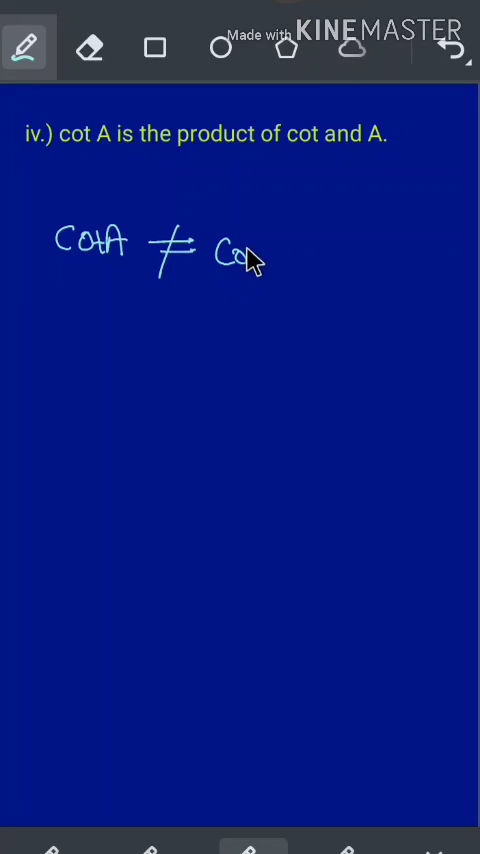 Made with KINEMASTER
iv.) cot A is the product of cot and A.
CotA ≠ Co